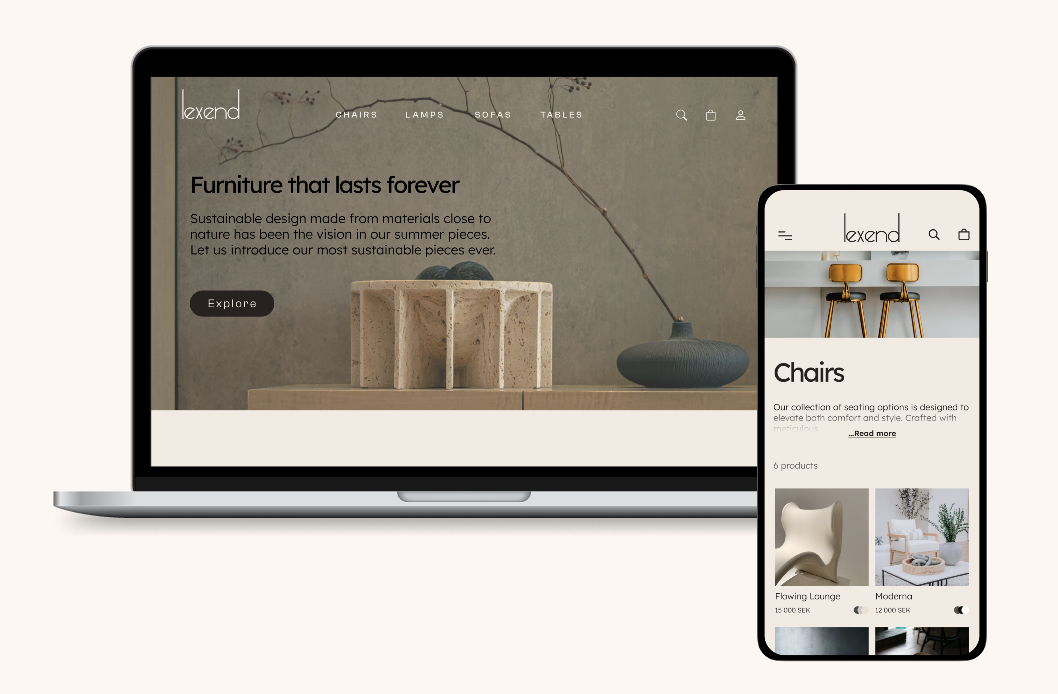 lexend
CHAIRS LAMPS SOFAS TABLES
Furniture that lasts forever
Sustainable design made from materials close to
nature has been the vision in our summer pieces.
Let us introduce our most sustainable pieces ever.
Explore
lexend
Chairs
Our collection of seating options is designed to
elevate both comfort and style. Crafted with
meticulous
...Read more
6 products
Flowing Lounge
15 000 SEK
Moderna
12 000 SEK